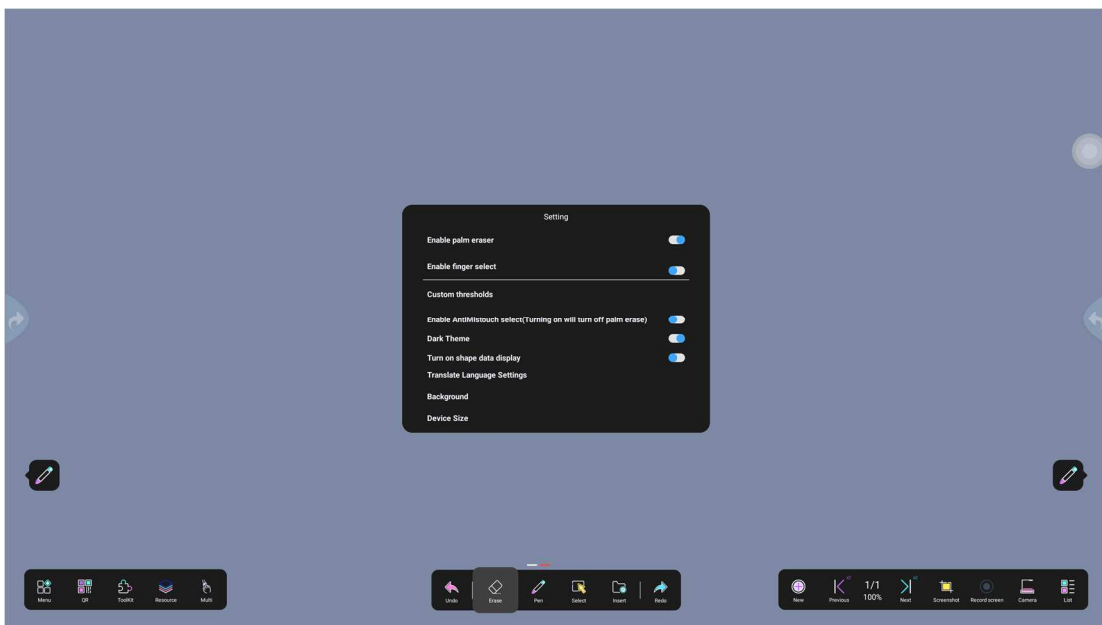 Setting
Enable palm eraser
Enable finger select
Custom thresholds
Enable AntiMistouch select(Turning on will turn off palm erase)
Dark Theme
Turn on shape data display
Translate Language Settings
Background
Device Size
Menu QR ToolKit Resource Multi
Undo Erase Pen Select Insert Redo
New Previous 1/1 100% Next Screenshot Record screen Camera List